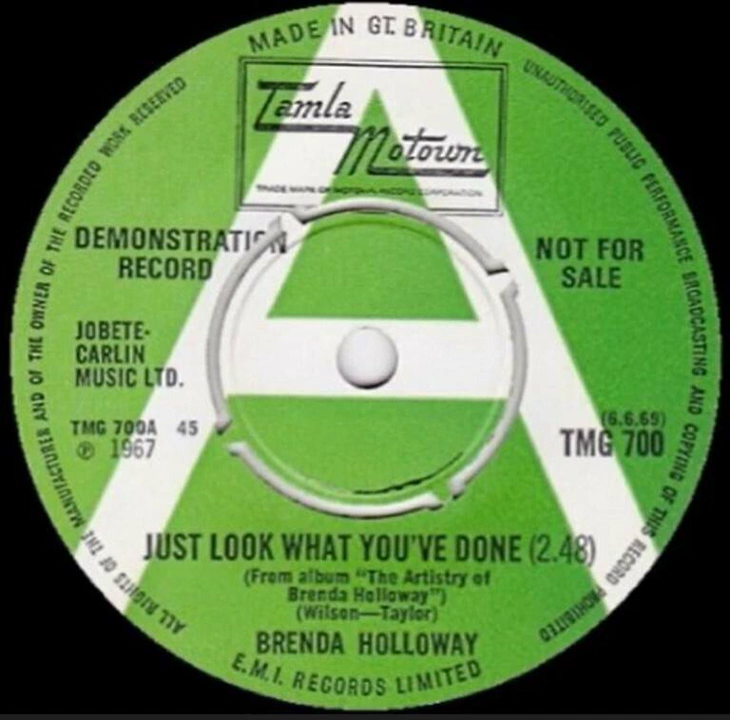 MADE IN GT. BRITAIN
Tamla
Motown
TRADE MARK OF MOTOWN RECORD CORPORATION
UNAUTHORISED PUBLIC PERFORMANCE BROADCASTING AND COPYING OF THIS RECORD PROHIBITED
ALL RIGHTS OF THE MANUFACTURER AND OF THE OWNER OF THE RECORDED WORK RESERVED
A
DEMONSTRATION
RECORD
NOT FOR
SALE
JOBETE-
CARLIN
MUSIC LTD.
TMG 700A 45
℗ 1967
(6.6.69)
TMG 700
JUST LOOK WHAT YOU'VE DONE (2.48)
(From album "The Artistry of
Brenda Holloway")
(Wilson—Taylor)
BRENDA HOLLOWAY
E.M.I. RECORDS LIMITED